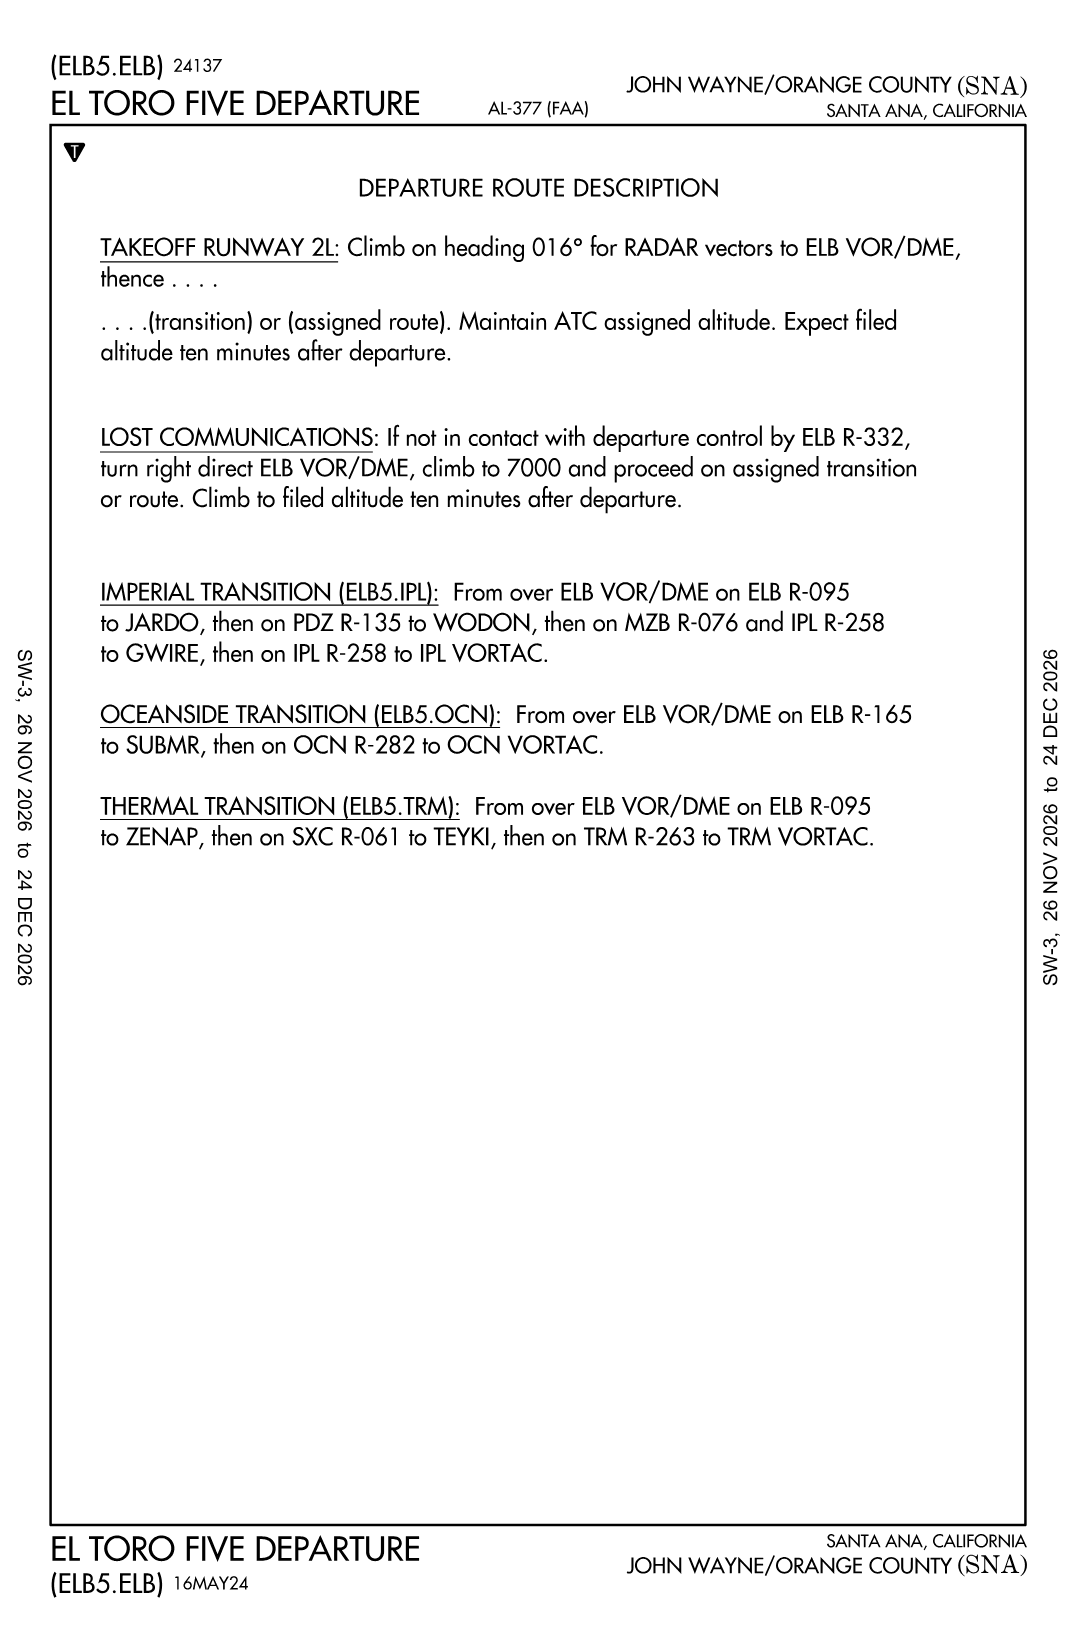 (ELB5.ELB) 24137
EL TORO FIVE DEPARTURE
AL-377 (FAA)
JOHN WAYNE/ORANGE COUNTY (SNA)
SANTA ANA, CALIFORNIA
T
DEPARTURE ROUTE DESCRIPTION
TAKEOFF RUNWAY 2L: Climb on heading 016° for RADAR vectors to ELB VOR/DME,
thence . . . .
. . . .(transition) or (assigned route). Maintain ATC assigned altitude. Expect filed
altitude ten minutes after departure.
LOST COMMUNICATIONS: If not in contact with departure control by ELB R-332,
turn right direct ELB VOR/DME, climb to 7000 and proceed on assigned transition
or route. Climb to filed altitude ten minutes after departure.
IMPERIAL TRANSITION (ELB5.IPL): From over ELB VOR/DME on ELB R-095
to JARDO, then on PDZ R-135 to WODON, then on MZB R-076 and IPL R-258
to GWIRE, then on IPL R-258 to IPL VORTAC.
OCEANSIDE TRANSITION (ELB5.OCN): From over ELB VOR/DME on ELB R-165
to SUBMR, then on OCN R-282 to OCN VORTAC.
THERMAL TRANSITION (ELB5.TRM): From over ELB VOR/DME on ELB R-095
to ZENAP, then on SXC R-061 to TEYKI, then on TRM R-263 to TRM VORTAC.
SW-3, 26 NOV 2026 to 24 DEC 2026
SW-3, 26 NOV 2026 to 24 DEC 2026
EL TORO FIVE DEPARTURE
(ELB5.ELB) 16MAY24
SANTA ANA, CALIFORNIA
JOHN WAYNE/ORANGE COUNTY (SNA)